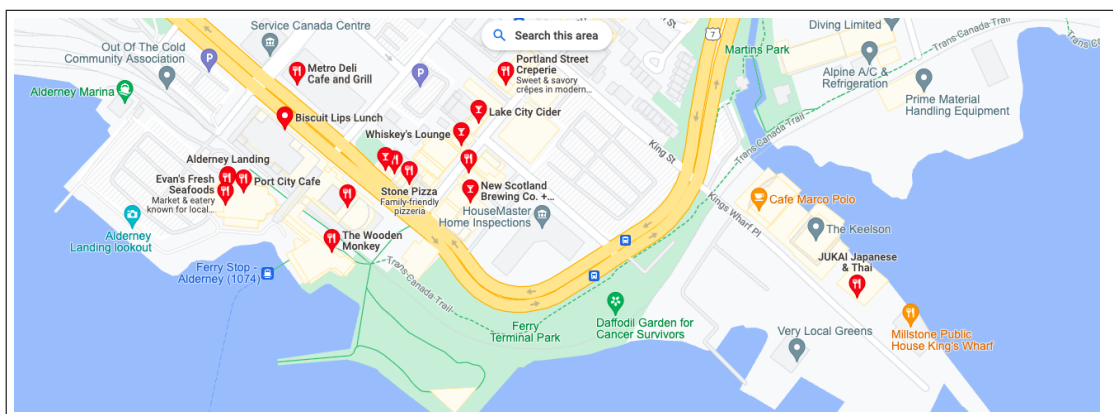 Service Canada Centre
Search this area
7
Diving Limited
Martins Park
Trans Canada Trail
Out Of The Cold
Community Association
P
Metro Deli
Cafe and Grill
P
Portland Street
Creperie
Sweet & savory
crêpes in modern...
Alpine A/C &
Refrigeration
Alderney Marina
Prime Material
Handling Equipment
Lake City Cider
Biscuit Lips Lunch
Whiskey's Lounge
King St
Trans Canada Trail
Alderney Landing
Evan's Fresh
Seafoods
Market & eatery
known for local...
Port City Cafe
Stone Pizza
Family-friendly
pizzeria
New Scotland
Brewing Co. +...
HouseMaster
Home Inspections
Cafe Marco Polo
Kings Wharf Pl
The Keelson
Alderney
Landing lookout
The Wooden
Monkey
JUKAI Japanese
& Thai
Ferry Stop -
Alderney (1074)
Trans Canada Trail
Ferry
Terminal Park
Daffodil Garden for
Cancer Survivors
Very Local Greens
Millstone Public
House King's Wharf